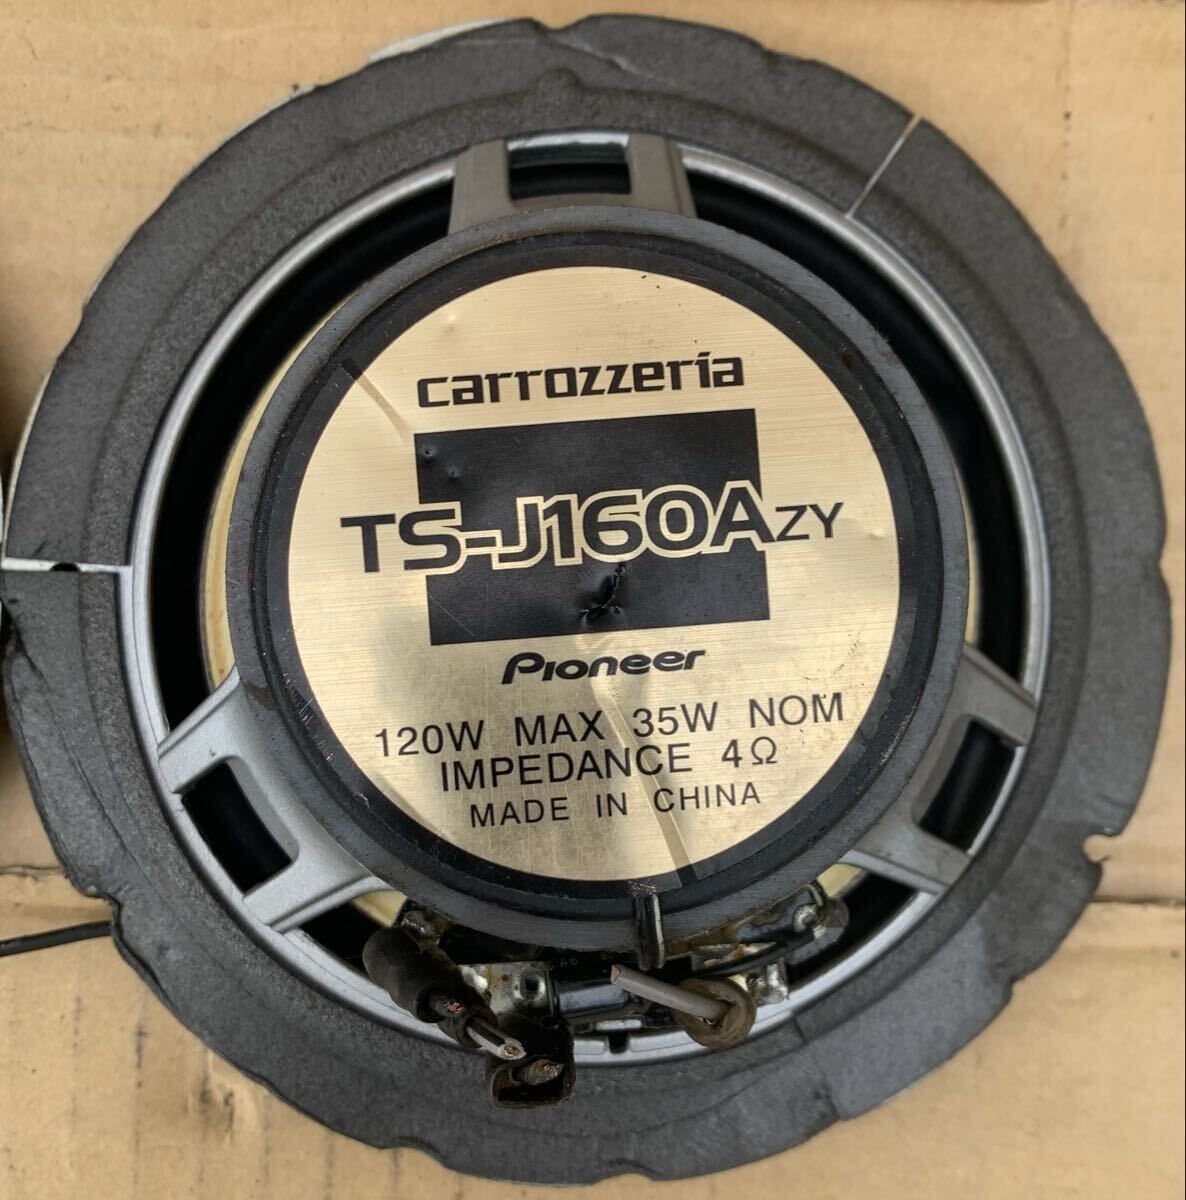 carrozzeria
TS-J160AZY
Pioneer
120W MAX 35W NOM
IMPEDANCE 4Ω
MADE IN CHINA